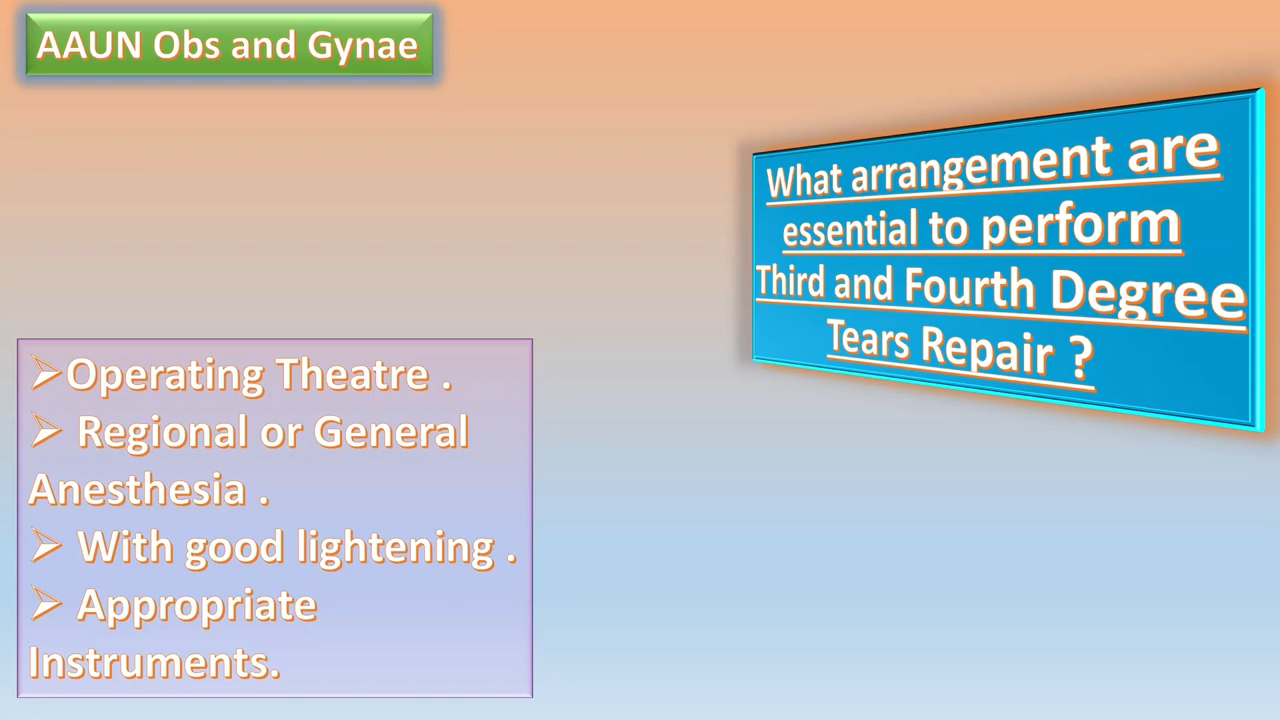 AAUN Obs and Gynae
What arrangement are
essential to perform
Third and Fourth Degree
Tears Repair ?
➢Operating Theatre .
➢ Regional or General
Anesthesia .
➢ With good lightening .
➢ Appropriate
Instruments.